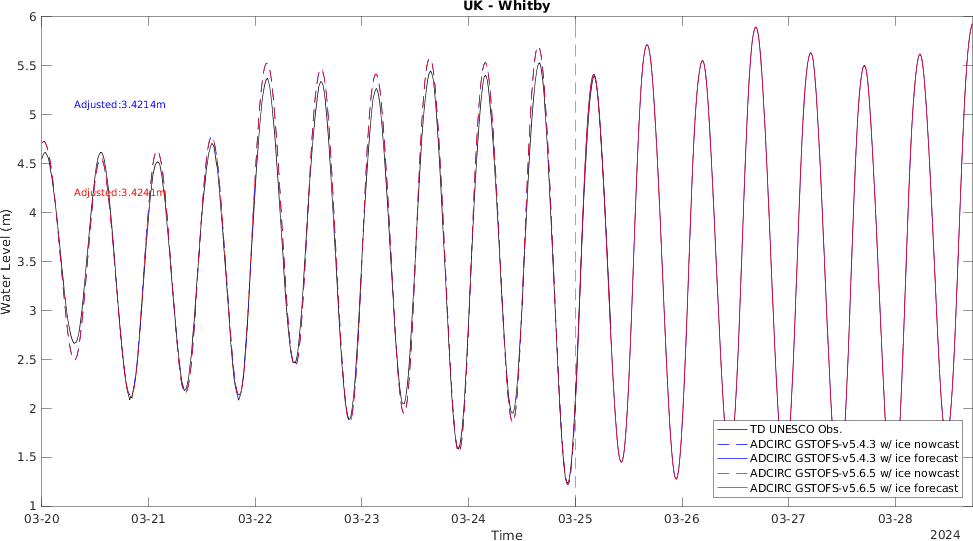 UK - Whitby
6
5.5
5
4.5
4
3.5
3
2.5
2
1.5
1
Water Level (m)
Adjusted:3.4214m
Adjusted:3.4241m
TD UNESCO Obs.
ADCIRC GSTOFS-v5.4.3 w/ ice nowcast
ADCIRC GSTOFS-v5.4.3 w/ ice forecast
ADCIRC GSTOFS-v5.6.5 w/ ice nowcast
ADCIRC GSTOFS-v5.6.5 w/ ice forecast
03-20 03-21 03-22 03-23 03-24 03-25 03-26 03-27 03-28
Time
2024